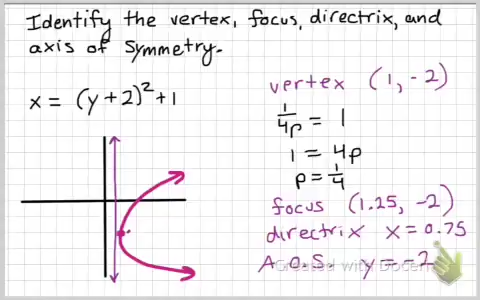 Identify the vertex, focus, directrix, and
axis of symmetry.
x = (y+2)²+1
vertex (1, -2)
1/4p = 1
1 = 4p
p = 1/4
focus (1.25, -2)
directrix x = 0.75
A.O.S. y = -2
Created with Doceri